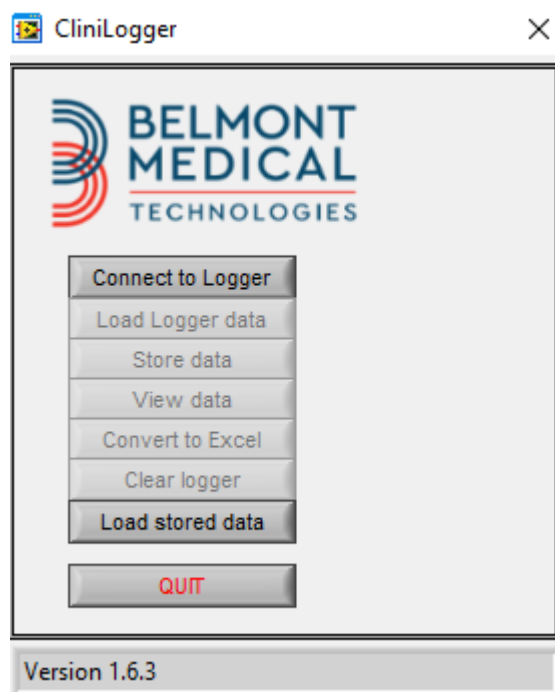 CliniLogger
BELMONT
MEDICAL
TECHNOLOGIES
Connect to Logger
Load Logger data
Store data
View data
Convert to Excel
Clear logger
Load stored data
QUIT
Version 1.6.3